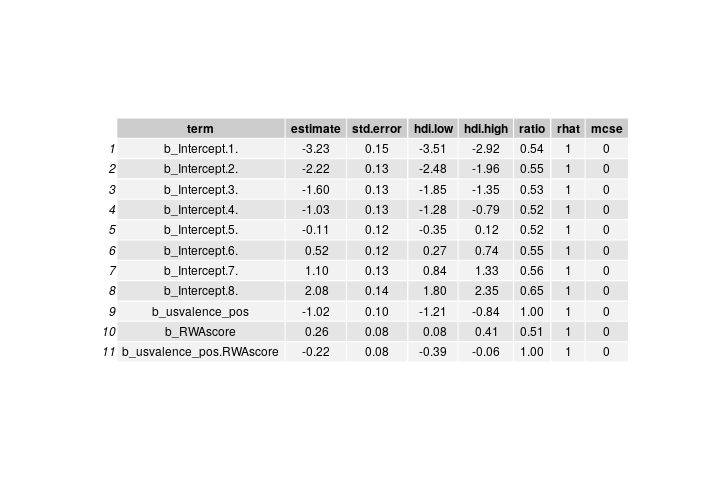 term estimate std.error hdi.low hdi.high ratio rhat mcse
1 b_Intercept.1. -3.23 0.15 -3.51 -2.92 0.54 1 0
2 b_Intercept.2. -2.22 0.13 -2.48 -1.96 0.55 1 0
3 b_Intercept.3. -1.60 0.13 -1.85 -1.35 0.53 1 0
4 b_Intercept.4. -1.03 0.13 -1.28 -0.79 0.52 1 0
5 b_Intercept.5. -0.11 0.12 -0.35 0.12 0.52 1 0
6 b_Intercept.6. 0.52 0.12 0.27 0.74 0.55 1 0
7 b_Intercept.7. 1.10 0.13 0.84 1.33 0.56 1 0
8 b_Intercept.8. 2.08 0.14 1.80 2.35 0.65 1 0
9 b_usvalence_pos -1.02 0.10 -1.21 -0.84 1.00 1 0
10 b_RWAscore 0.26 0.08 0.08 0.41 0.51 1 0
11 b_usvalence_pos.RWAscore -0.22 0.08 -0.39 -0.06 1.00 1 0